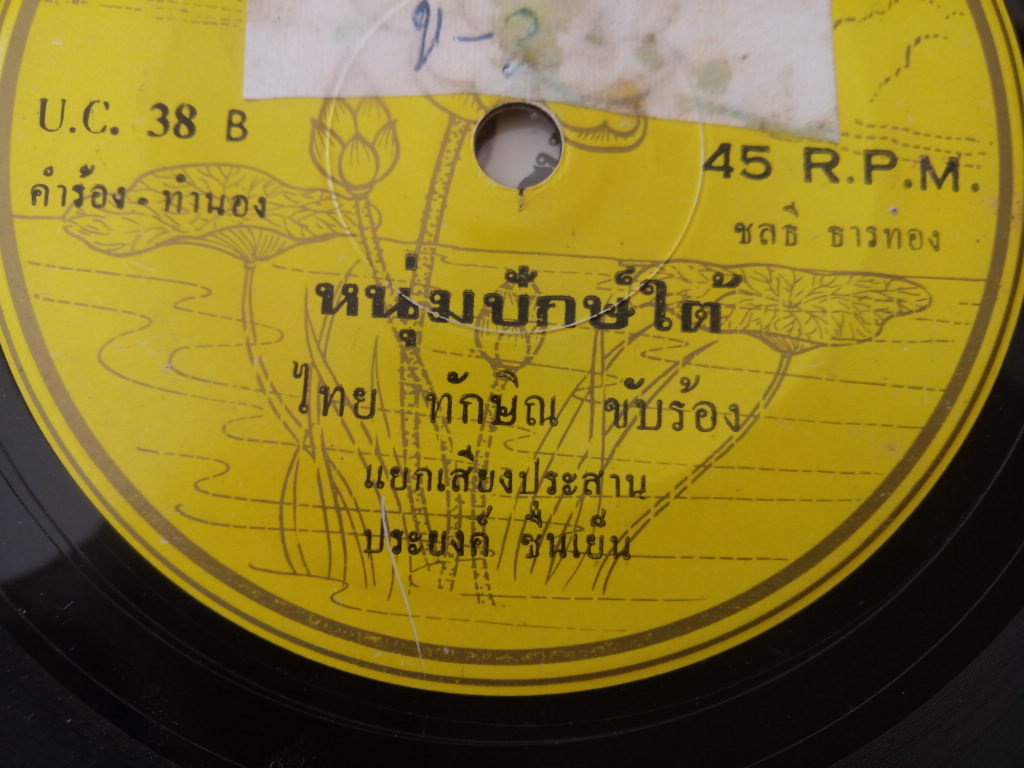 U.C. 38 B
45 R.P.M.
คำร้อง - ทำนอง
ชลธี ธารทอง
หนุ่มปักษ์ใต้
ไทย ทักษิณ ขับร้อง
แยกเสียงประสาน
ประยงค์ ชื่นเย็น